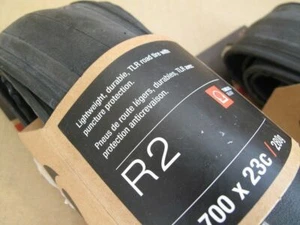 Lightweight, durable, TLR road tire with
puncture protection.
Pneus de route légers, durables, TLR avec
protection anticrevaison.
R2
700 x 23c / 280g